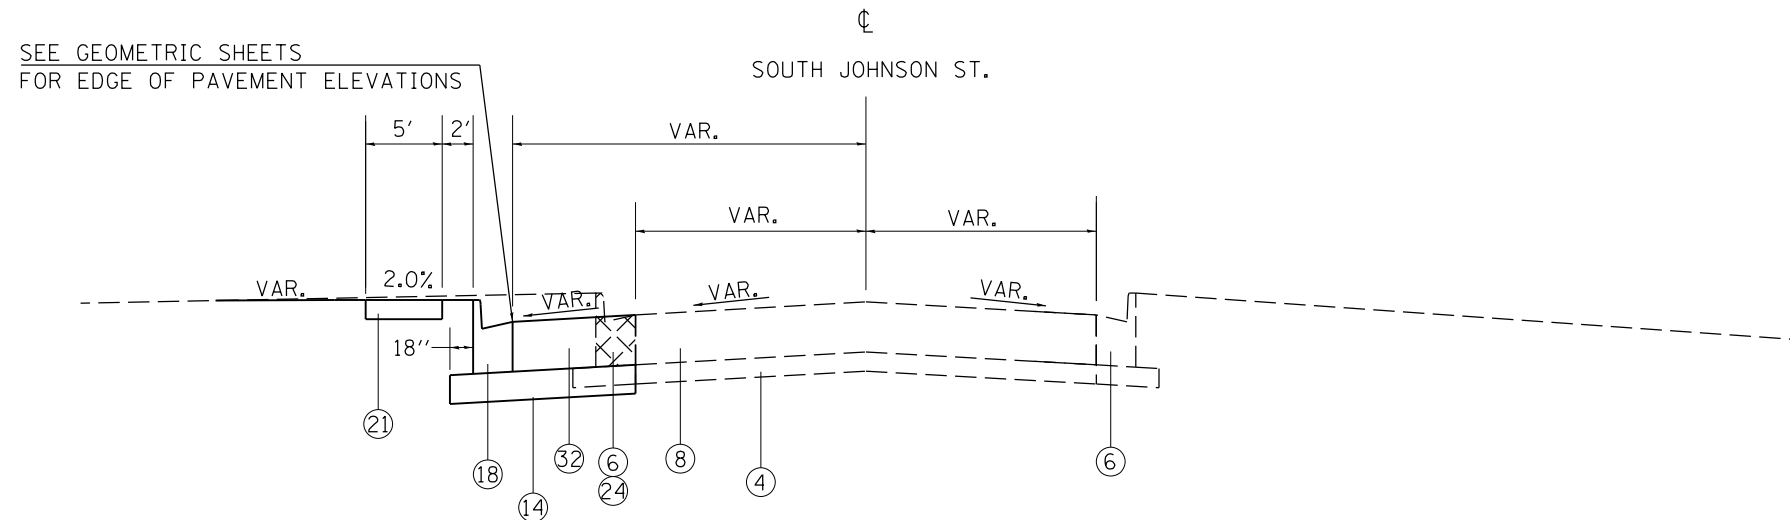 ℄
SOUTH JOHNSON ST.
SEE GEOMETRIC SHEETS
FOR EDGE OF PAVEMENT ELEVATIONS
5' 2' VAR.
VAR. VAR.
VAR. 2.0% VAR. VAR. VAR.
18''
21 18 14 32 6 24 8 4 6